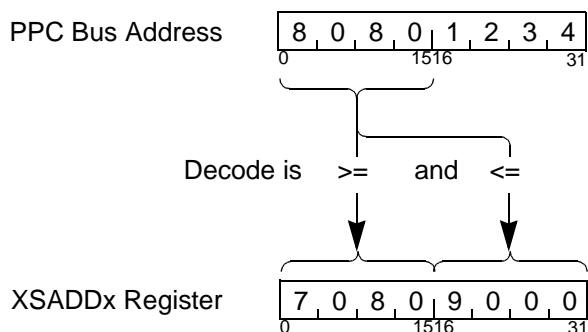 PPC Bus Address 8 0 8 0 1 2 3 4
0 15 16 31
Decode is >= and <=
XSADDx Register 7 0 8 0 9 0 0 0
0 15 16 31